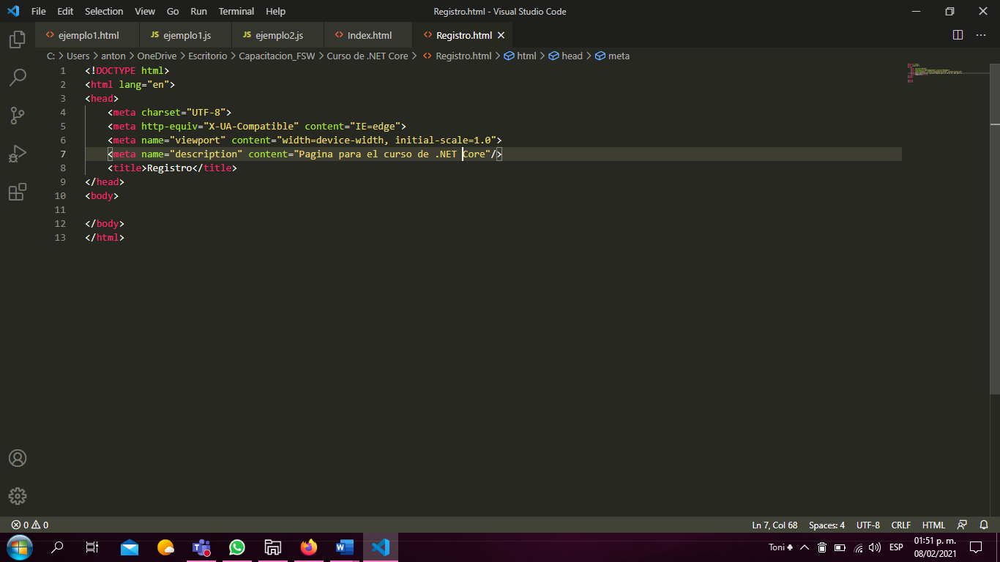 File Edit Selection View Go Run Terminal Help Registro.html - Visual Studio Code
<> ejemplo1.html JS ejemplo1.js JS ejemplo2.js <> Index.html <> Registro.html ×
C: > Users > anton > OneDrive > Escritorio > Capacitacion_FSW > Curso de .NET Core > <> Registro.html > html > head > meta
1 <!DOCTYPE html>
2 <html lang="en">
3 <head>
4     <meta charset="UTF-8">
5     <meta http-equiv="X-UA-Compatible" content="IE=edge">
6     <meta name="viewport" content="width=device-width, initial-scale=1.0">
7     <meta name="description" content="Pagina para el curso de .NET Core"/>
8     <title>Registro</title>
9 </head>
10 <body>
11
12 </body>
13 </html>
0 0 Ln 7, Col 68 Spaces: 4 UTF-8 CRLF HTML
Toni ♠ ESP 01:51 p. m.
08/02/2021